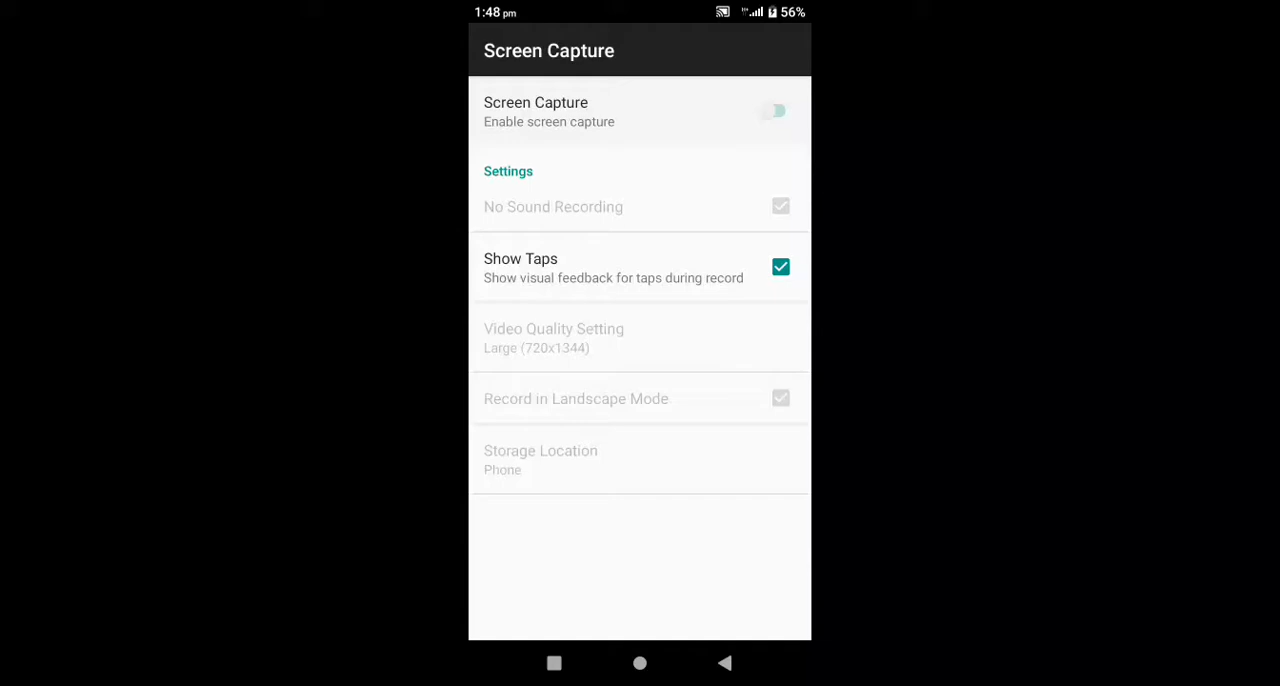 1:48 pm
56%
Screen Capture
Screen Capture
Enable screen capture
Settings
No Sound Recording
Show Taps
Show visual feedback for taps during record
Video Quality Setting
Large (720x1344)
Record in Landscape Mode
Storage Location
Phone